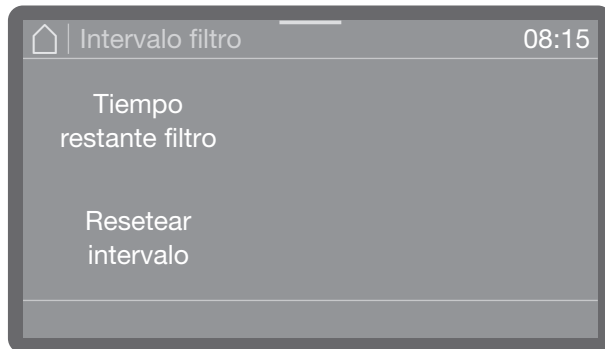 Intervalo filtro
08:15
Tiempo
restante filtro
Resetear
intervalo